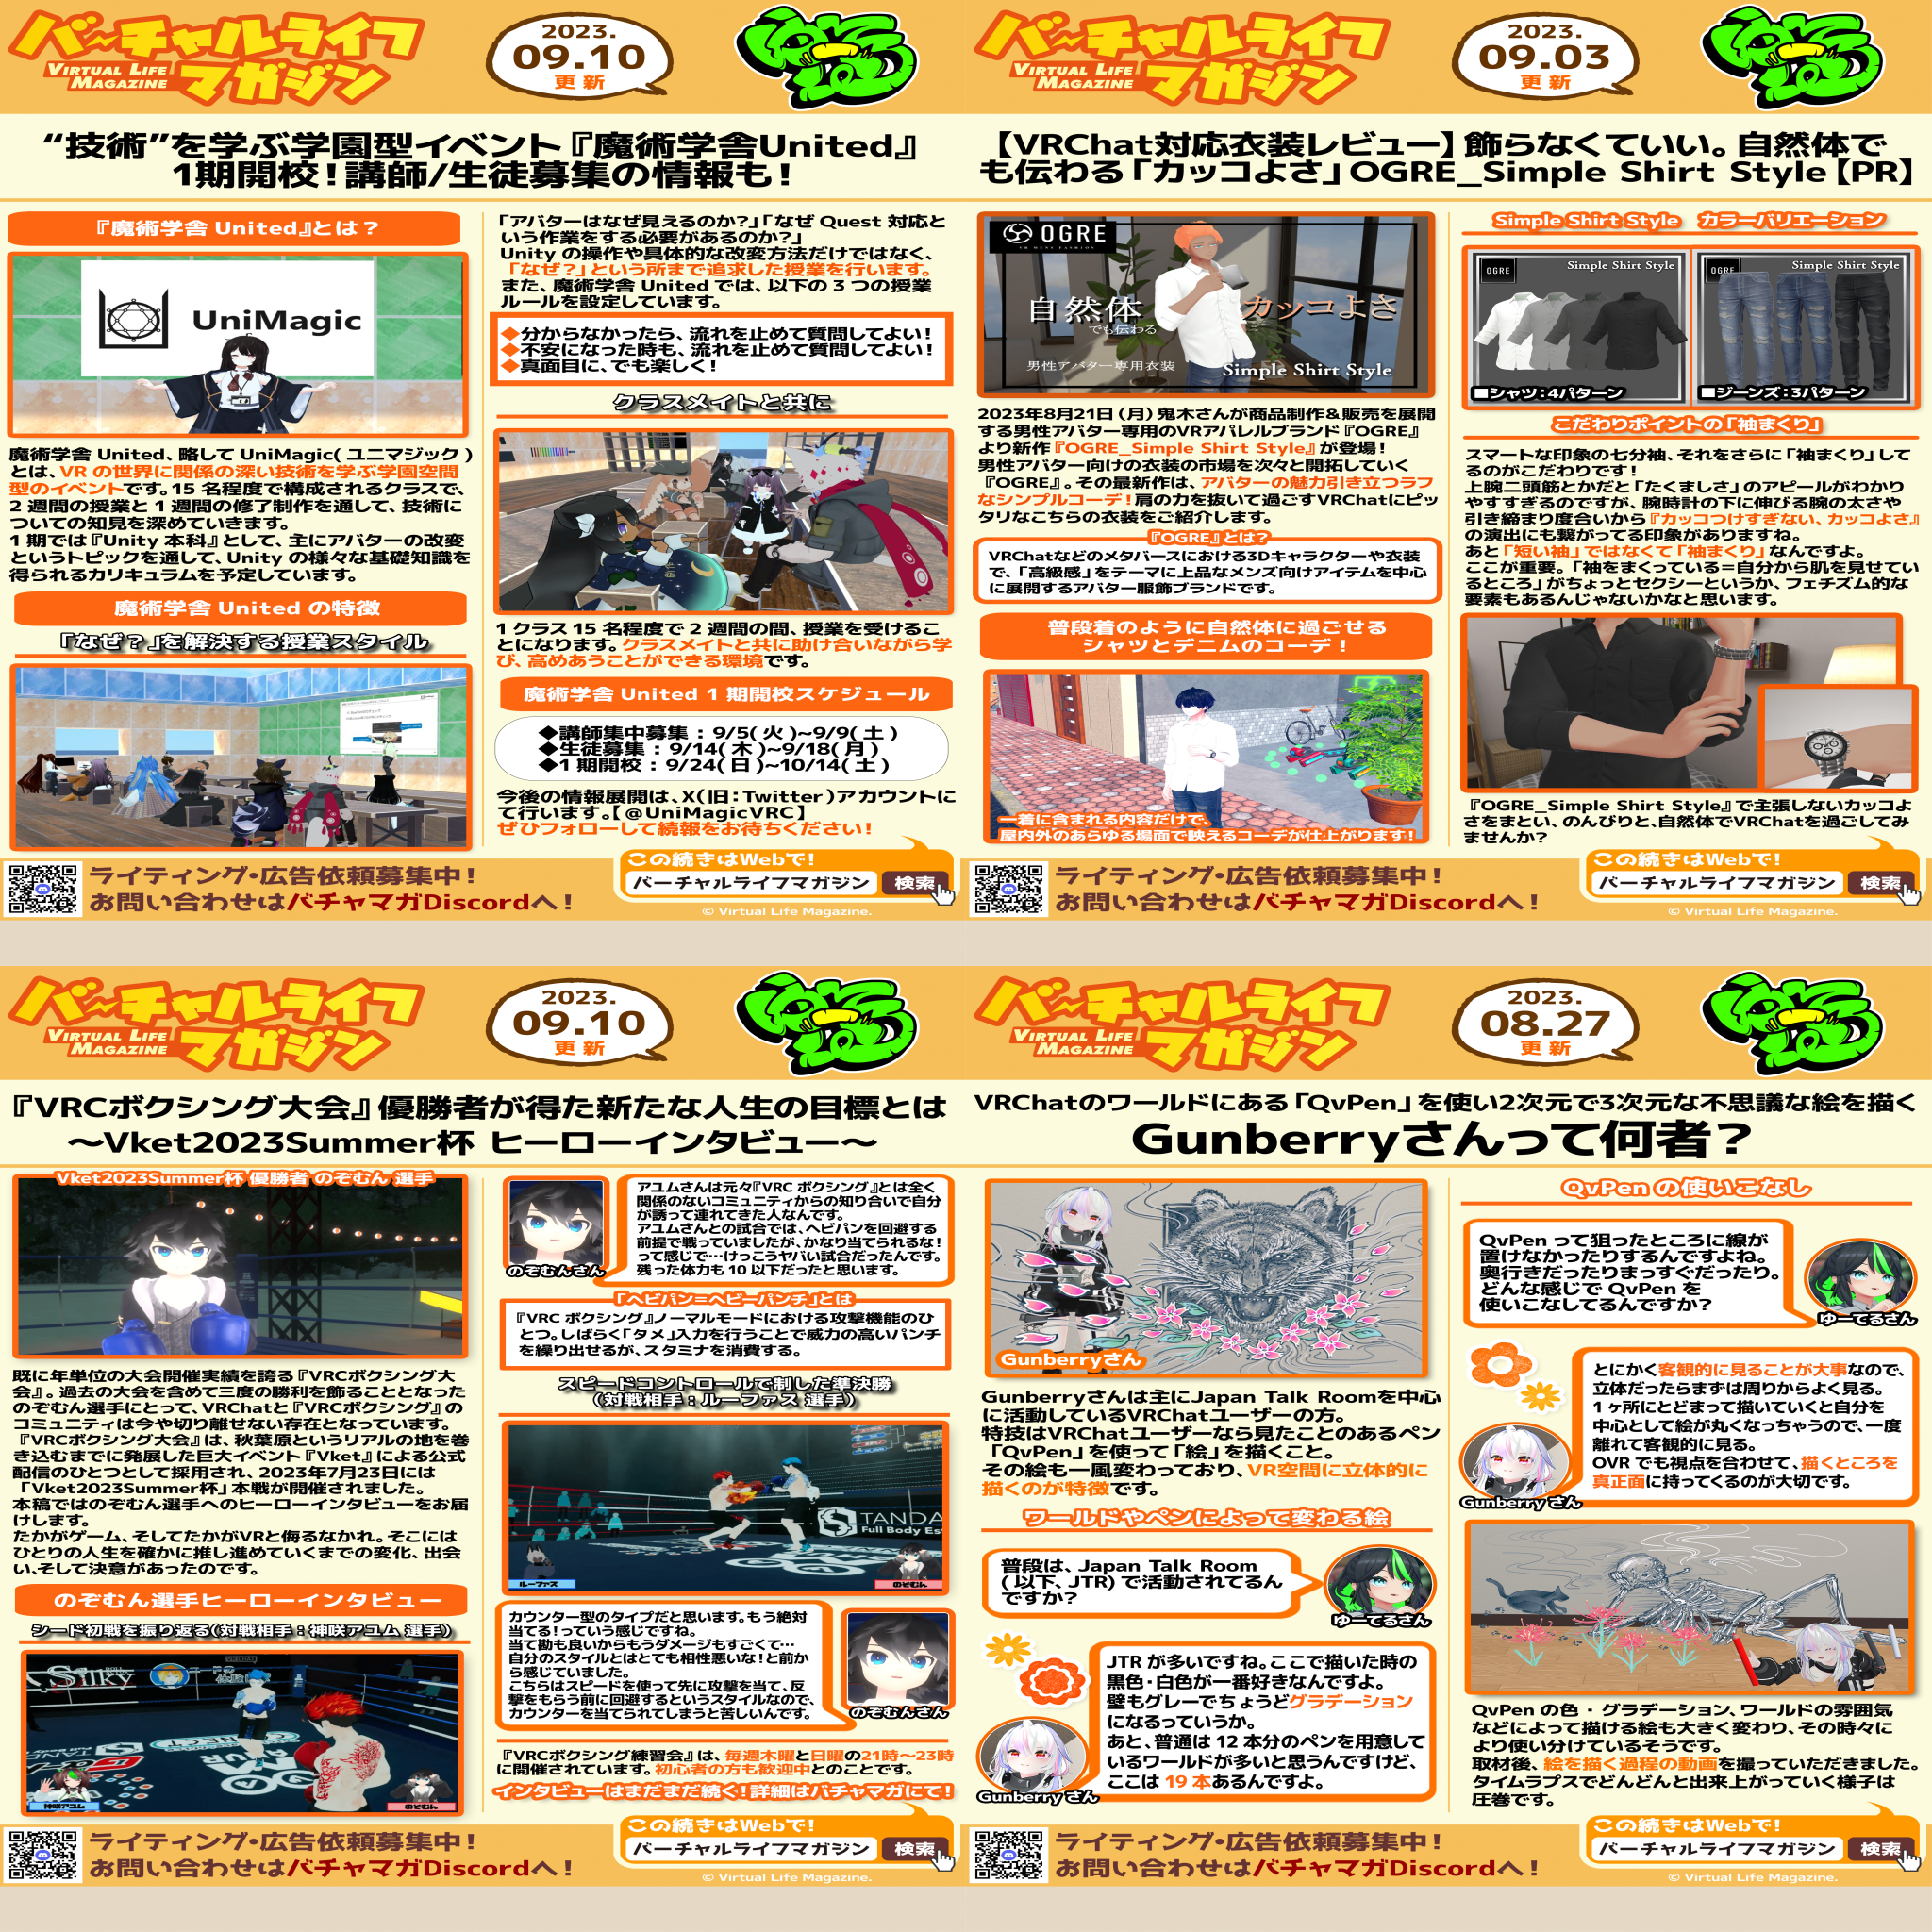 バーチャルライフ
マガジン
VIRTUAL LIFE
MAGAZINE
2023.
09.10
更新
“技術”を学ぶ学園型イベント『魔術学舎United』
1期開校！講師/生徒募集の情報も！
『魔術学舎 United』とは？
UniMagic
魔術学舎 United、略して UniMagic( ユニマジック )
とは、VR の世界に関係の深い技術を学ぶ学園空間
型のイベントです。15 名程度で構成されるクラスで、
2 週間の授業と 1 週間の修了制作を通して、技術に
ついての知見を深めていきます。
1 期では『Unity 本科』として、主にアバターの改変
というトピックを通して、Unity の様々な基礎知識を
得られるカリキュラムを予定しています。
魔術学舎 United の特徴
「なぜ？」を解決する授業スタイル
「アバターはなぜ見えるのか？」「なぜ Quest 対応と
いう作業をする必要があるのか？」
Unity の操作や具体的な改変方法だけではなく、
「なぜ？」という所まで追求した授業を行います。
また、魔術学舎 United では、以下の 3 つの授業
ルールを設定しています。
◆分からなかったら、流れを止めて質問してよい！
◆不安になった時も、流れを止めて質問してよい！
◆真面目に、でも楽しく！
クラスメイトと共に
1 クラス 15 名程度で 2 週間の間、授業を受けるこ
とになります。クラスメイトと共に助け合いながら学
び、高めあうことができる環境です。
魔術学舎 United 1 期開校スケジュール
◆講師集中募集 : 9/5( 火 )~9/9( 土 )
◆生徒募集 : 9/14( 木 )~9/18( 月 )
◆1 期開校 : 9/24( 日 )~10/14( 土 )
今後の情報展開は、X(旧：Twitter)アカウントに
て行います。【 @UniMagicVRC 】
ぜひフォローして続報をお待ちください！
ライティング・広告依頼募集中！
お問い合わせはバチャマガDiscordへ！
この続きはWebで！
バーチャルライフマガジン 検索
© Virtual Life Magazine.
バーチャルライフ
マガジン
VIRTUAL LIFE
MAGAZINE
2023.
09.03
更新
【VRChat対応衣装レビュー】飾らなくていい。自然体で
も伝わる「カッコよさ」OGRE_Simple Shirt Style【PR】
OGRE
VR MENS FASHION
自然体
でも伝わる
カッコよさ
男性アバター専用衣装
Simple Shirt Style
2023年8月21日（月）鬼木さんが商品制作＆販売を展開
する男性アバター専用のVRアパレルブランド『OGRE』
より新作『OGRE_Simple Shirt Style』が登場！
男性アバター向けの衣装の市場を次々と開拓していく
『OGRE』。その最新作は、アバターの魅力引き立つラフ
なシンプルコーデ！肩の力を抜いて過ごすVRChatにピッ
タリなこちらの衣装をご紹介します。
『OGRE』とは？
VRChatなどのメタバースにおける3Dキャラクターや衣装
で、「高級感」をテーマに上品なメンズ向けアイテムを中心
に展開するアバター服飾ブランドです。
普段着のように自然体に過ごせる
シャツとデニムのコーデ！
一着に含まれる内容だけで、
屋内外のあらゆる場面で映えるコーデが仕上がります！
Simple Shirt Style カラーバリエーション
OGRE
Simple Shirt Style
■シャツ：4パターン
OGRE
Simple Shirt Style
■ジーンズ：3パターン
こだわりポイントの「袖まくり」
スマートな印象の七分袖、それをさらに「袖まくり」して
るのがこだわりです！
上腕二頭筋とかだと「たくましさ」のアピールがわかり
やすすぎるのですが、腕時計の下に伸びる腕の太さや
引き締まり度合いから『カッコつけすぎない、カッコよさ』
の演出にも繋がってる印象がありますね。
あと「短い袖」ではなくて「袖まくり」なんですよ。
ここが重要。「袖をまくっている＝自分から肌を見せてい
るところ」がちょっとセクシーというか、フェチズム的な
要素もあるんじゃないかなと思います。
『OGRE_Simple Shirt Style』で主張しないカッコよ
さをまとい、のんびりと、自然体でVRChatを過ごしてみ
ませんか？
ライティング・広告依頼募集中！
お問い合わせはバチャマガDiscordへ！
この続きはWebで！
バーチャルライフマガジン 検索
© Virtual Life Magazine.
バーチャルライフ
マガジン
VIRTUAL LIFE
MAGAZINE
2023.
09.10
更新
『VRCボクシング大会』優勝者が得た新たな人生の目標とは
～Vket2023Summer杯 ヒーローインタビュー～
Vket2023Summer杯 優勝者 のぞむん 選手
既に年単位の大会開催実績を誇る『VRCボクシング大
会』。過去の大会を含めて三度の勝利を飾ることとなった
のぞむん選手にとって、VRChatと『VRCボクシング』の
コミュニティは今や切り離せない存在となっています。
『VRCボクシング大会』は、秋葉原というリアルの地を巻
き込むまでに発展した巨大イベント『Vket』による公式
配信のひとつとして採用され、2023年7月23日には
「Vket2023Summer杯」本戦が開催されました。
本稿ではのぞむん選手へのヒーローインタビューをお届
けします。
たかがゲーム、そしてたかがVRと侮るなかれ。そこには
ひとりの人生を確かに推し進めていくまでの変化、出会
い、そして決意があったのです。
のぞむん選手ヒーローインタビュー
シード初戦を振り返る（対戦相手：神咲アユム 選手）
SILKY
神咲アユム
のぞむん
アユムさんは元々『VRC ボクシング』とは全く
関係のないコミュニティからの知り合いで自分
が誘って連れてきた人なんです。
アユムさんとの試合では、ヘビパンを回避する
前提で戦っていましたが、かなり当てられるな！
って感じで…けっこうヤバい試合だったんです。
残った体力も 10 以下だったと思います。
のぞむんさん
「ヘビパン＝ヘビーパンチ」とは
『VRC ボクシング』ノーマルモードにおける攻撃機能のひ
とつ。しばらく「タメ」入力を行うことで威力の高いパンチ
を繰り出せるが、スタミナを消費する。
スピードコントロールで制した準決勝
（対戦相手：ルーファス 選手）
TANDA
Full Body Es
ルーファス
のぞむん
カウンター型のタイプだと思います。もう絶対
当てる！っていう感じですね。
当て勘も良いからもうダメージもすごくて…
自分のスタイルとはとても相性悪いな！と前か
ら感じていました。
こちらはスピードを使って先に攻撃を当て、反
撃をもらう前に回避するというスタイルなので、
カウンターを当てられてしまうと苦しいんです。
のぞむんさん
『VRCボクシング練習会』は、毎週木曜と日曜の21時～23時
に開催されています。初心者の方も歓迎中とのことです。
インタビューはまだまだ続く！詳細はバチャマガにて！
ライティング・広告依頼募集中！
お問い合わせはバチャマガDiscordへ！
この続きはWebで！
バーチャルライフマガジン 検索
© Virtual Life Magazine.
バーチャルライフ
マガジン
VIRTUAL LIFE
MAGAZINE
2023.
08.27
更新
VRChatのワールドにある「QvPen」を使い2次元で3次元な不思議な絵を描く
Gunberryさんって何者？
Gunberryさん
Gunberryさんは主にJapan Talk Roomを中心
に活動しているVRChatユーザーの方。
特技はVRChatユーザーなら見たことのあるペン
「QvPen」を使って「絵」を描くこと。
その絵も一風変わっており、VR空間に立体的に
描くのが特徴です。
ワールドやペンによって変わる絵
普段は、Japan Talk Room
( 以下、JTR) で活動されてるん
ですか？
ゆーてるさん
JTR が多いですね。ここで描いた時の
黒色・白色が一番好きなんですよ。
壁もグレーでちょうどグラデーション
になるっていうか。
あと、普通は 12 本分のペンを用意して
いるワールドが多いと思うんですけど、
ここは 19 本あるんですよ。
Gunberry さん
QvPen の使いこなし
QvPen って狙ったところに線が
置けなかったりするんですよね。
奥行きだったりまっすぐだったり。
どんな感じで QvPen を
使いこなしてるんですか？
ゆーてるさん
とにかく客観的に見ることが大事なので、
立体だったらまずは周りからよく見る。
1 ヶ所にとどまって描いていくと自分を
中心として絵が丸くなっちゃうので、一度
離れて客観的に見る。
OVR でも視点を合わせて、描くところを
真正面に持ってくるのが大切です。
Gunberry さん
QvPen の色・グラデーション、ワールドの雰囲気
などによって描ける絵も大きく変わり、その時々に
より使い分けているそうです。
取材後、絵を描く過程の動画を撮っていただきました。
タイムラプスでどんどんと出来上がっていく様子は
圧巻です。
ライティング・広告依頼募集中！
お問い合わせはバチャマガDiscordへ！
この続きはWebで！
バーチャルライフマガジン 検索
© Virtual Life Magazine.